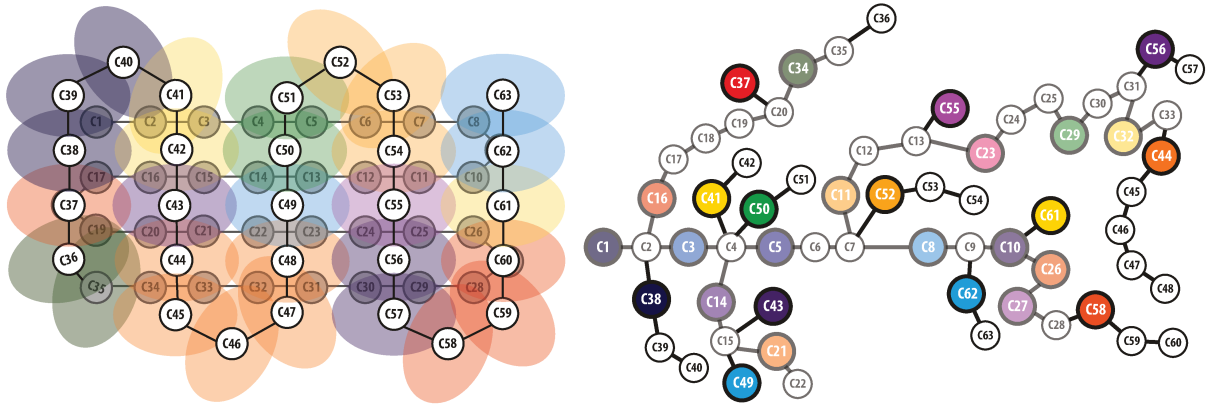 C40
C39 C41
C1 C2 C3
C38 C42
C17 C16 C15
C37 C43
C19 C20 C21
C36 C44
C35 C34 C33
C45 C46 C47
C52
C51 C53 C63
C4 C5 C6 C7 C8
C50 C54 C62
C14 C13 C12 C11 C10
C49 C55 C61
C22 C23 C24 C25 C26
C48 C56 C60
C32 C31 C30 C29 C28
C57 C58 C59
C36
C35
C34
C37
C20
C19
C18
C17
C16
C42
C41
C51
C50
C1 C2 C3 C4 C5 C6 C7 C8 C9 C10
C38
C39
C40
C14
C43
C15
C21
C49
C22
C55
C12
C13
C11
C52
C53
C54
C23
C24
C25
C29
C30
C31
C56
C57
C32
C33
C44
C45
C46
C47
C48
C61
C26
C62
C63
C27
C28
C58
C59
C60